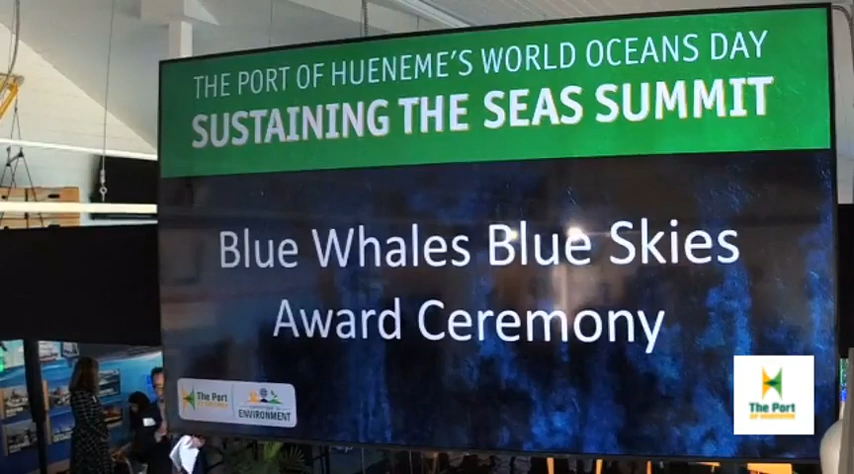 THE PORT OF HUENEME'S WORLD OCEANS DAY
SUSTAINING THE SEAS SUMMIT
Blue Whales Blue Skies
Award Ceremony
The Port
OF HUENEME
ENVIRONMENT
The Port
OF HUENEME